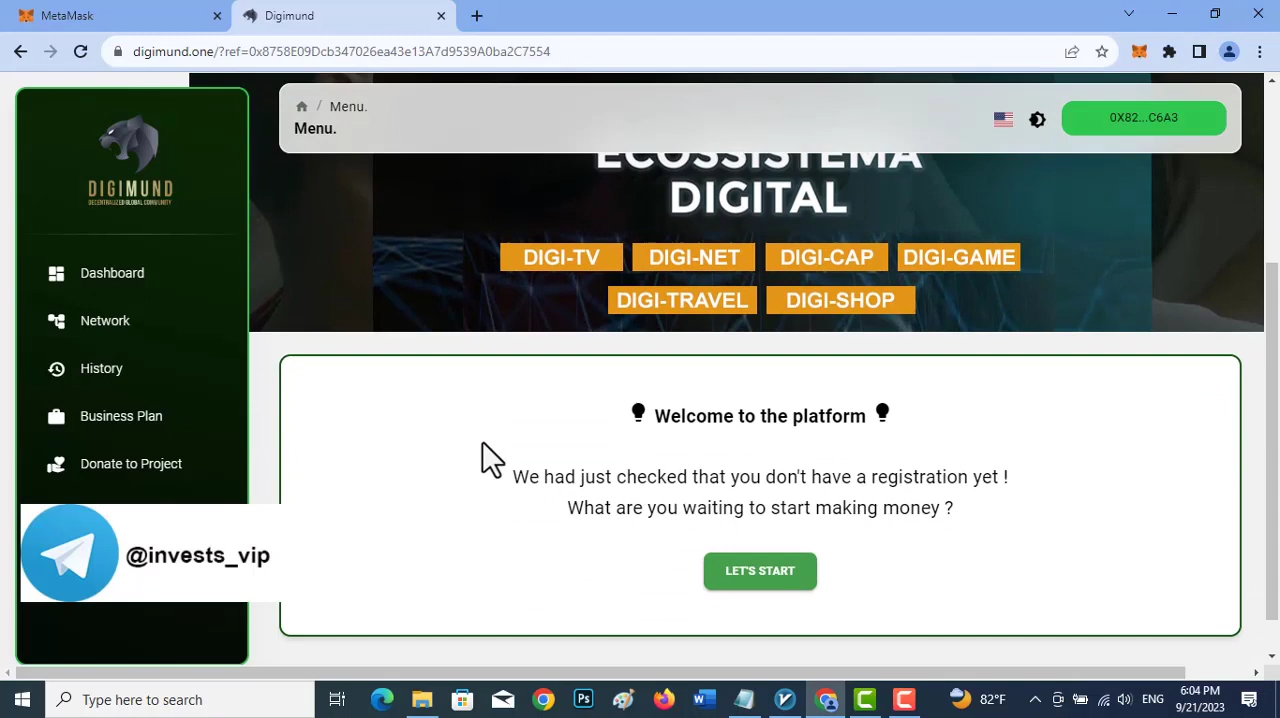 MetaMask
Digimund
digimund.one/?ref=0x8758E09Dcb347026ea43e13A7d9539A0ba2C7554
/ Menu.
Menu.
0X82...C6A3
ECOSSISTEMA
DIGITAL
DIGI-TV DIGI-NET DIGI-CAP DIGI-GAME
DIGI-TRAVEL DIGI-SHOP
DIGIMUND
DECENTRALIZED GLOBAL COMMUNITY
Dashboard
Network
History
Business Plan
Donate to Project
@invests_vip
Welcome to the platform
We had just checked that you don't have a registration yet !
What are you waiting to start making money ?
LET'S START
Type here to search
Ps
82°F
ENG
6:04 PM
9/21/2023